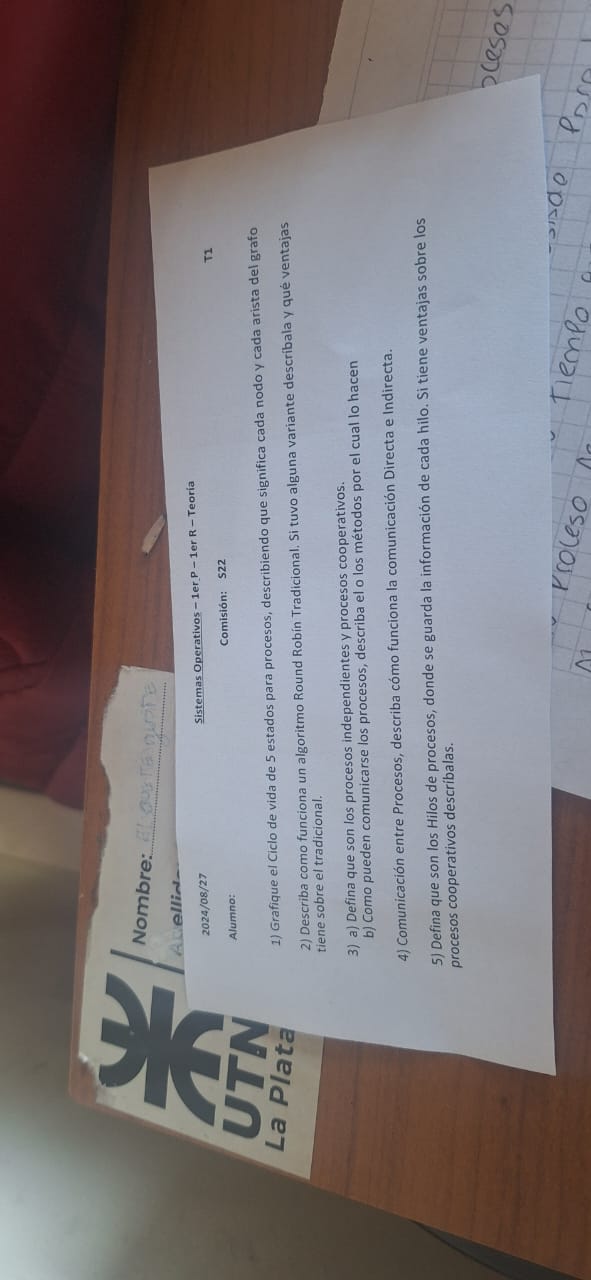 UTN
La Plata
Nombre:
Sistemas Operativos – 1er P – 1er R – Teoría
2024/08/27
T1
Alumno:
Comisión: S22
1) Grafique el Ciclo de vida de 5 estados para procesos, describiendo que significa cada nodo y cada arista del grafo
2) Describa como funciona un algoritmo Round Robín Tradicional. Si tuvo alguna variante descríbala y qué ventajas
tiene sobre el tradicional.
3) a) Defina que son los procesos independientes y procesos cooperativos.
b) Como pueden comunicarse los procesos, describa el o los métodos por el cual lo hacen
4) Comunicación entre Procesos, describa cómo funciona la comunicación Directa e Indirecta.
5) Defina que son los Hilos de procesos, donde se guarda la información de cada hilo. Si tiene ventajas sobre los
procesos cooperativos descríbalas.
Proceso
Tiempo